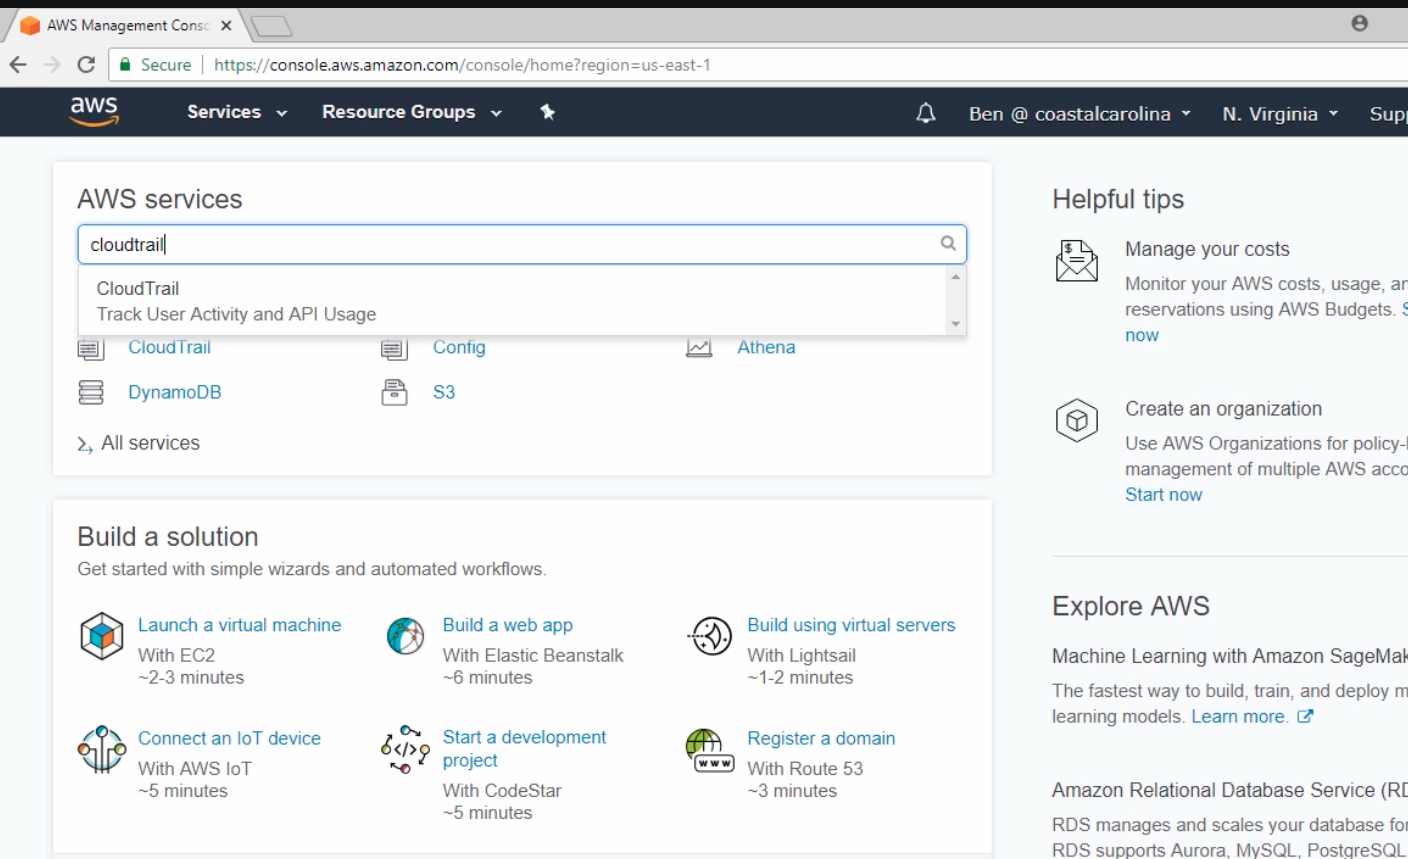 AWS Management Conso
Secure https://console.aws.amazon.com/console/home?region=us-east-1
aws Services Resource Groups Ben @ coastalcarolina N. Virginia Supp
AWS services
cloudtrail
CloudTrail
Track User Activity and API Usage
CloudTrail Config Athena
DynamoDB S3
All services
Build a solution
Get started with simple wizards and automated workflows.
Launch a virtual machine
With EC2
~2-3 minutes
Build a web app
With Elastic Beanstalk
~6 minutes
Build using virtual servers
With Lightsail
~1-2 minutes
Connect an IoT device
With AWS IoT
~5 minutes
Start a development
project
With CodeStar
~5 minutes
www
Register a domain
With Route 53
~3 minutes
Helpful tips
$
Manage your costs
Monitor your AWS costs, usage, an
reservations using AWS Budgets. S
now
Create an organization
Use AWS Organizations for policy-
management of multiple AWS acco
Start now
Explore AWS
Machine Learning with Amazon SageMak
The fastest way to build, train, and deploy m
learning models. Learn more.
Amazon Relational Database Service (RD
RDS manages and scales your database for
RDS supports Aurora, MySQL, PostgreSQL